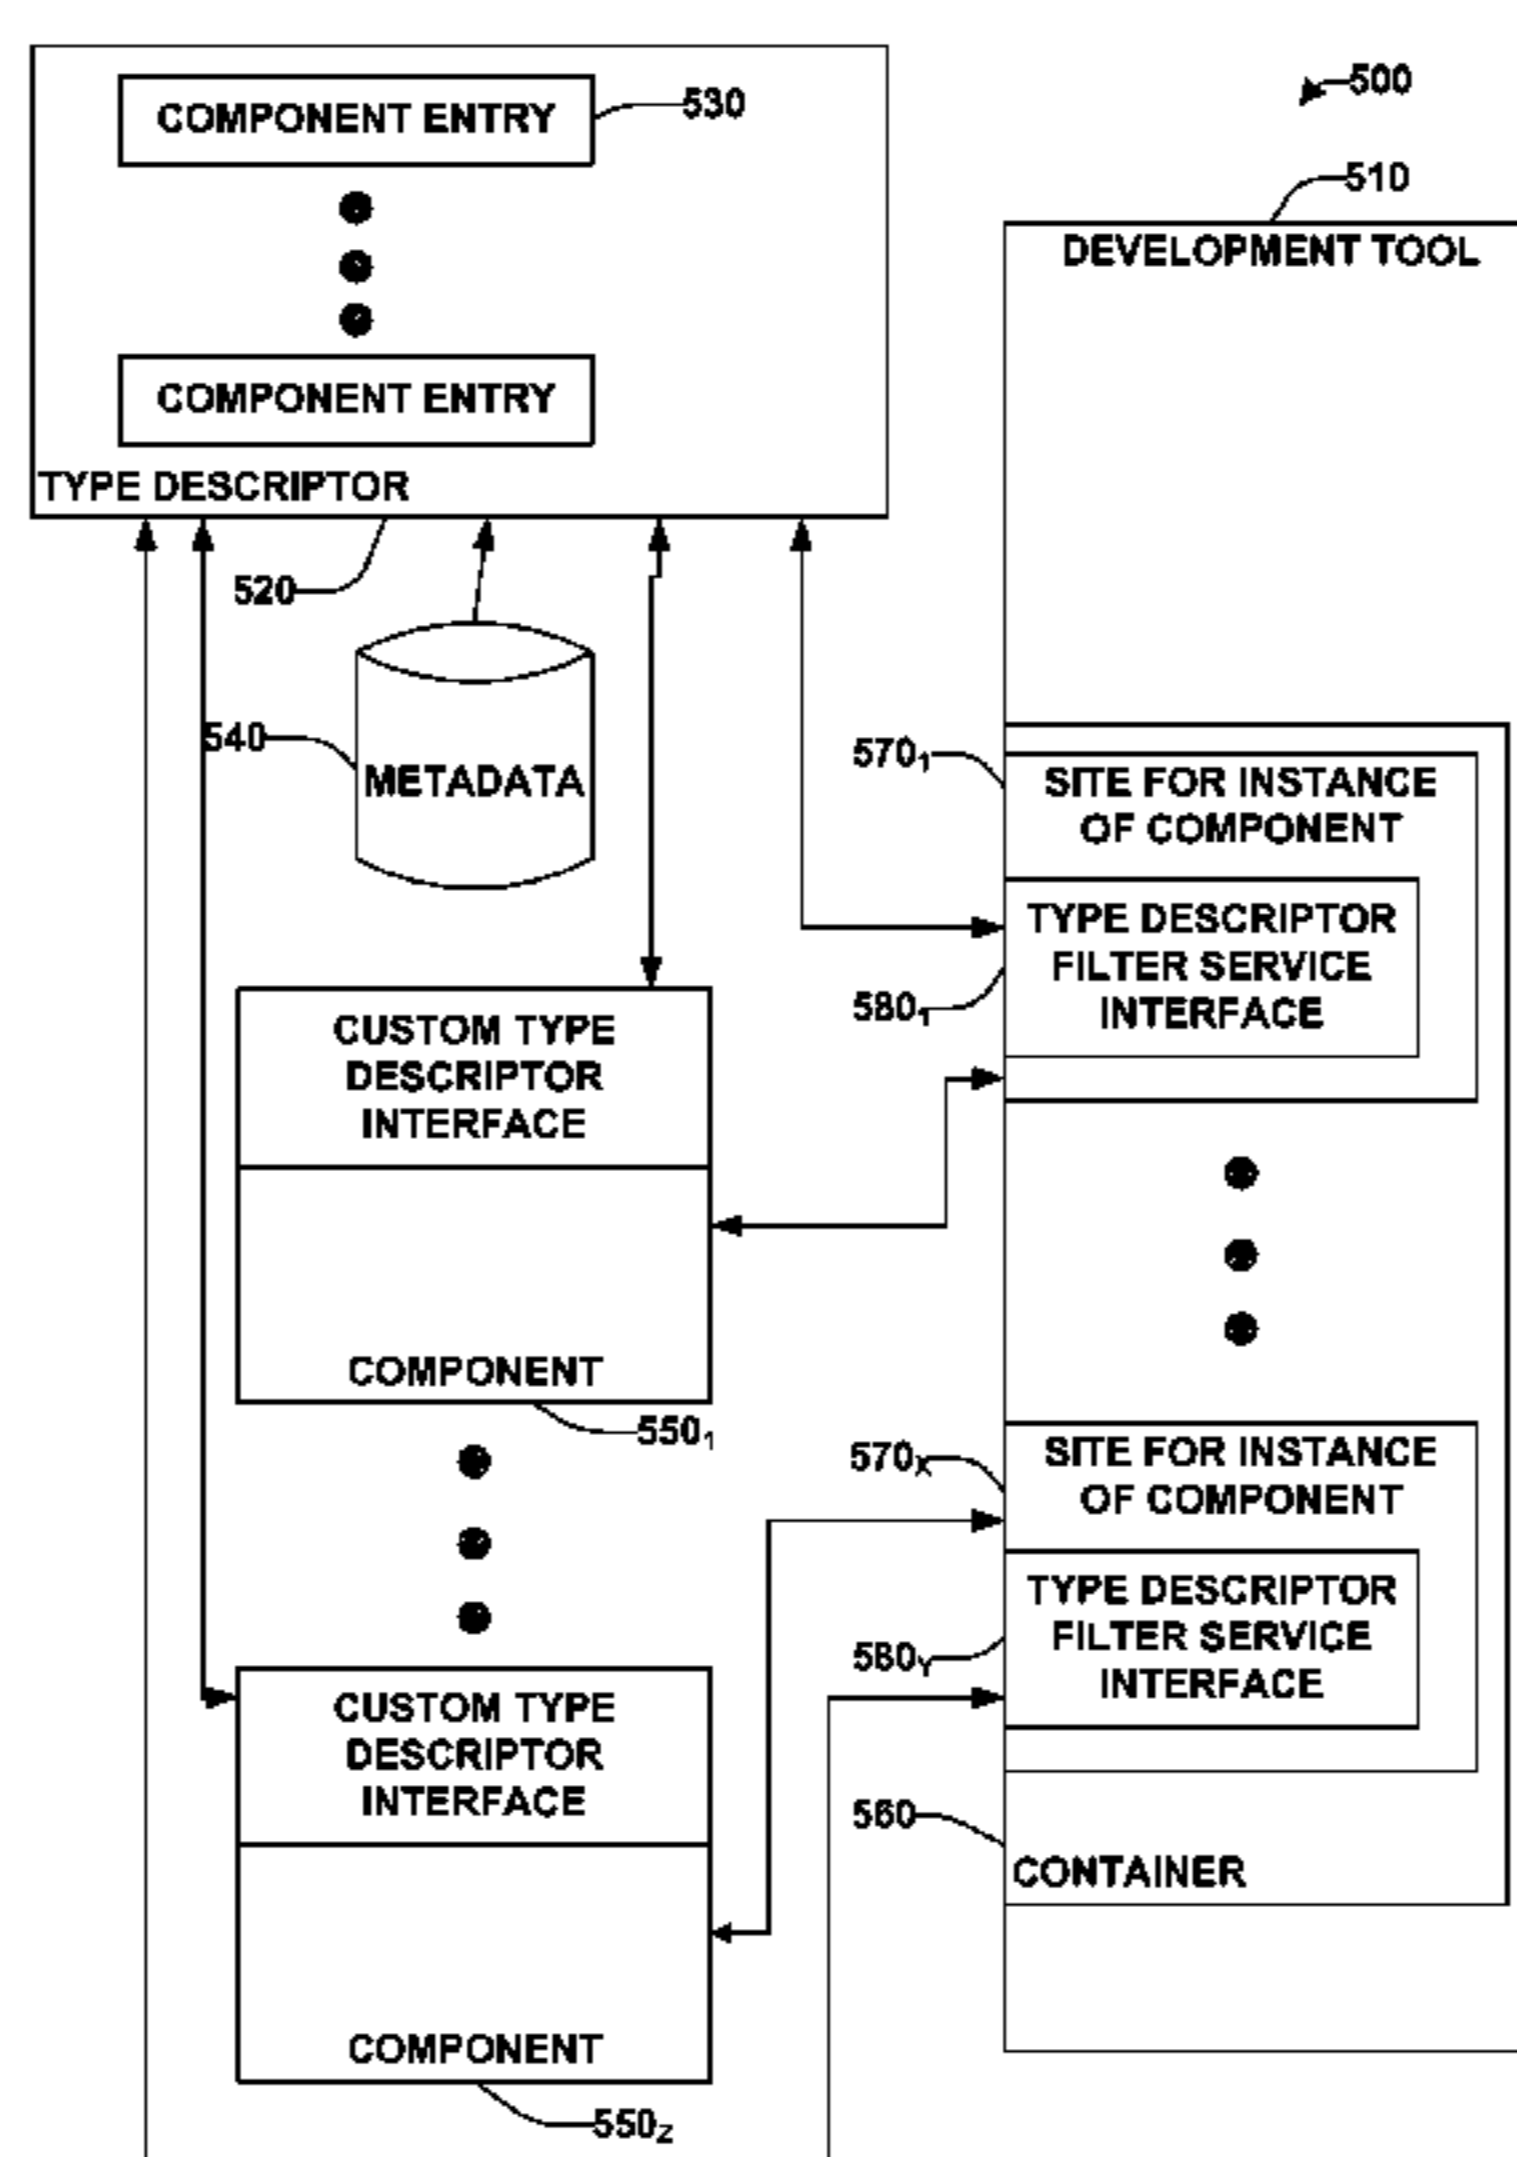 COMPONENT ENTRY
530
COMPONENT ENTRY
TYPE DESCRIPTOR
520
500
510
DEVELOPMENT TOOL
540
METADATA
570₁
SITE FOR INSTANCE
OF COMPONENT
TYPE DESCRIPTOR
FILTER SERVICE
INTERFACE
580₁
CUSTOM TYPE
DESCRIPTOR
INTERFACE
COMPONENT
550₁
570X
SITE FOR INSTANCE
OF COMPONENT
TYPE DESCRIPTOR
FILTER SERVICE
INTERFACE
580Y
CUSTOM TYPE
DESCRIPTOR
INTERFACE
COMPONENT
550Z
560
CONTAINER